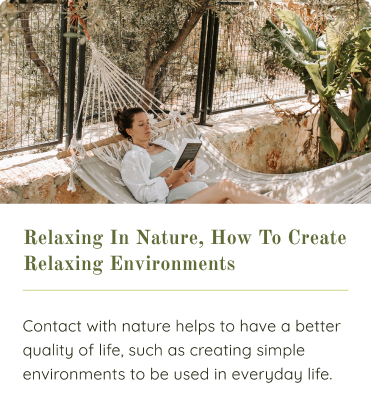 Relaxing In Nature, How To Create
Relaxing Environments
Contact with nature helps to have a better
quality of life, such as creating simple
environments to be used in everyday life.